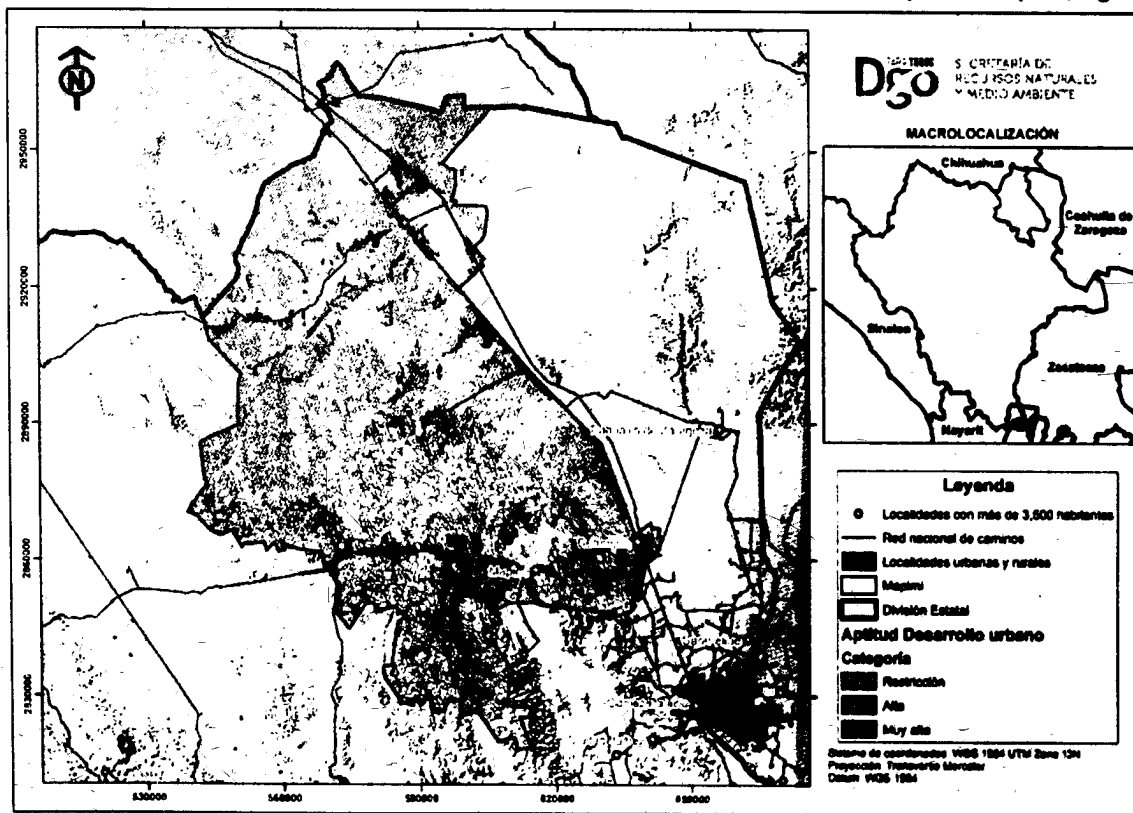 N
Dgo
SECRETARÍA DE
RECURSOS NATURALES
Y MEDIO AMBIENTE
MACROLOCALIZACIÓN
Chihuahua
Coahuila de
Zaragoza
Sinaloa
Zacatecas
Nayarit
2950000
2920000
2890000
2860000
2830000
530000
560000
590000
620000
650000
Leyenda
Localidades con más de 3,500 habitantes
Red nacional de caminos
Localidades urbanas y rurales
Mapimí
División Estatal
Aptitud Desarrollo urbano
Categoría
Restricción
Alta
Muy alta
Sistema de coordenadas WGS 1984 UTM Zona 13N
Proyección Transverse Mercator
Datum WGS 1984